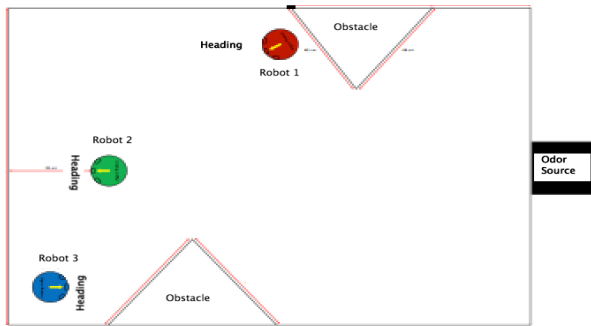 Obstacle
Heading
Robot 1
Robot 2
Heading
Odor
Source
Robot 3
Heading
Obstacle